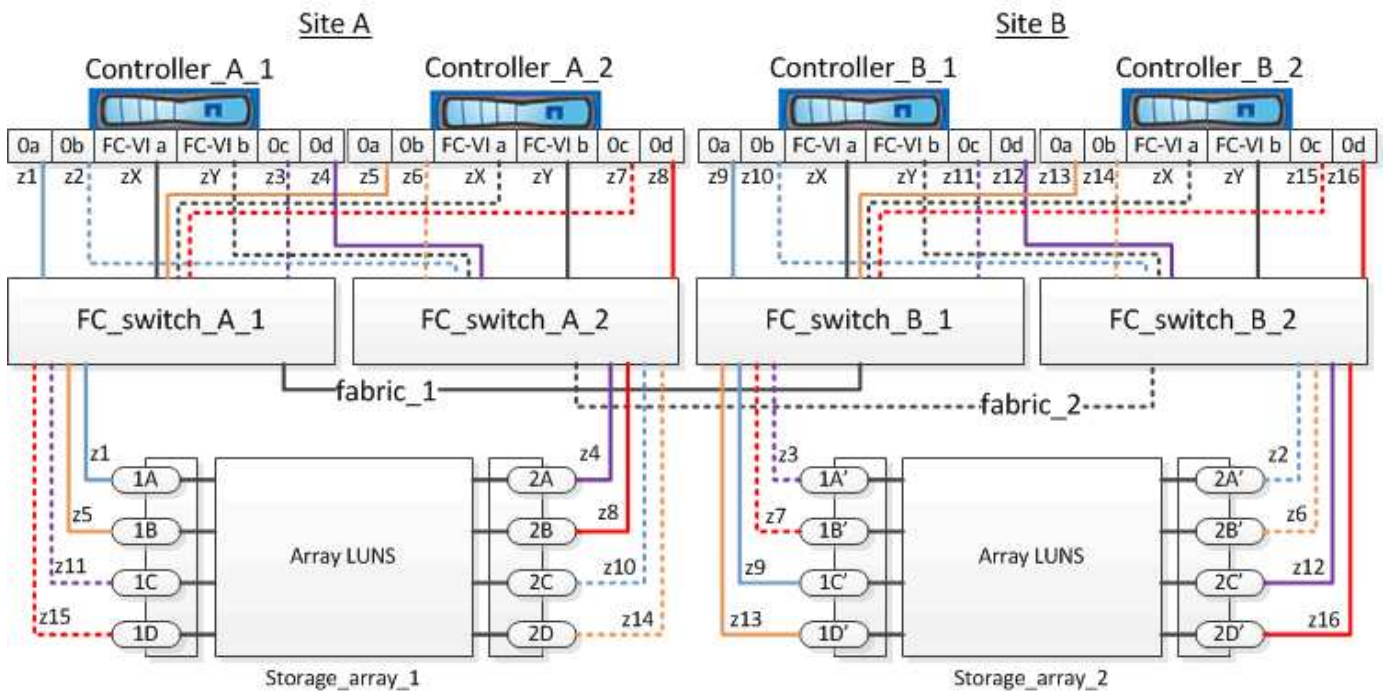 Site A Site B
Controller_A_1 Controller_A_2 Controller_B_1 Controller_B_2
0a 0b FC-VI a FC-VI b 0c 0d 0a 0b FC-VI a FC-VI b 0c 0d 0a 0b FC-VI a FC-VI b 0c 0d 0a 0b FC-VI a FC-VI b 0c 0d
z1 z2 zX zY z3 z4 z5 z6 zX zY z7 z8 z9 z10 zX zY z11 z12 z13 z14 zX zY z15 z16
FC_switch_A_1 FC_switch_A_2 FC_switch_B_1 FC_switch_B_2
fabric_1 fabric_2
z1 z4 z3 z2
1A 2A 1A' 2A'
z5 z8 z7 z6
1B 2B 1B' 2B'
Array LUNS Array LUNS
z11 z10 z9 z12
1C 2C 1C' 2C'
z15 z14 z13 z16
1D 2D 1D' 2D'
Storage_array_1 Storage_array_2